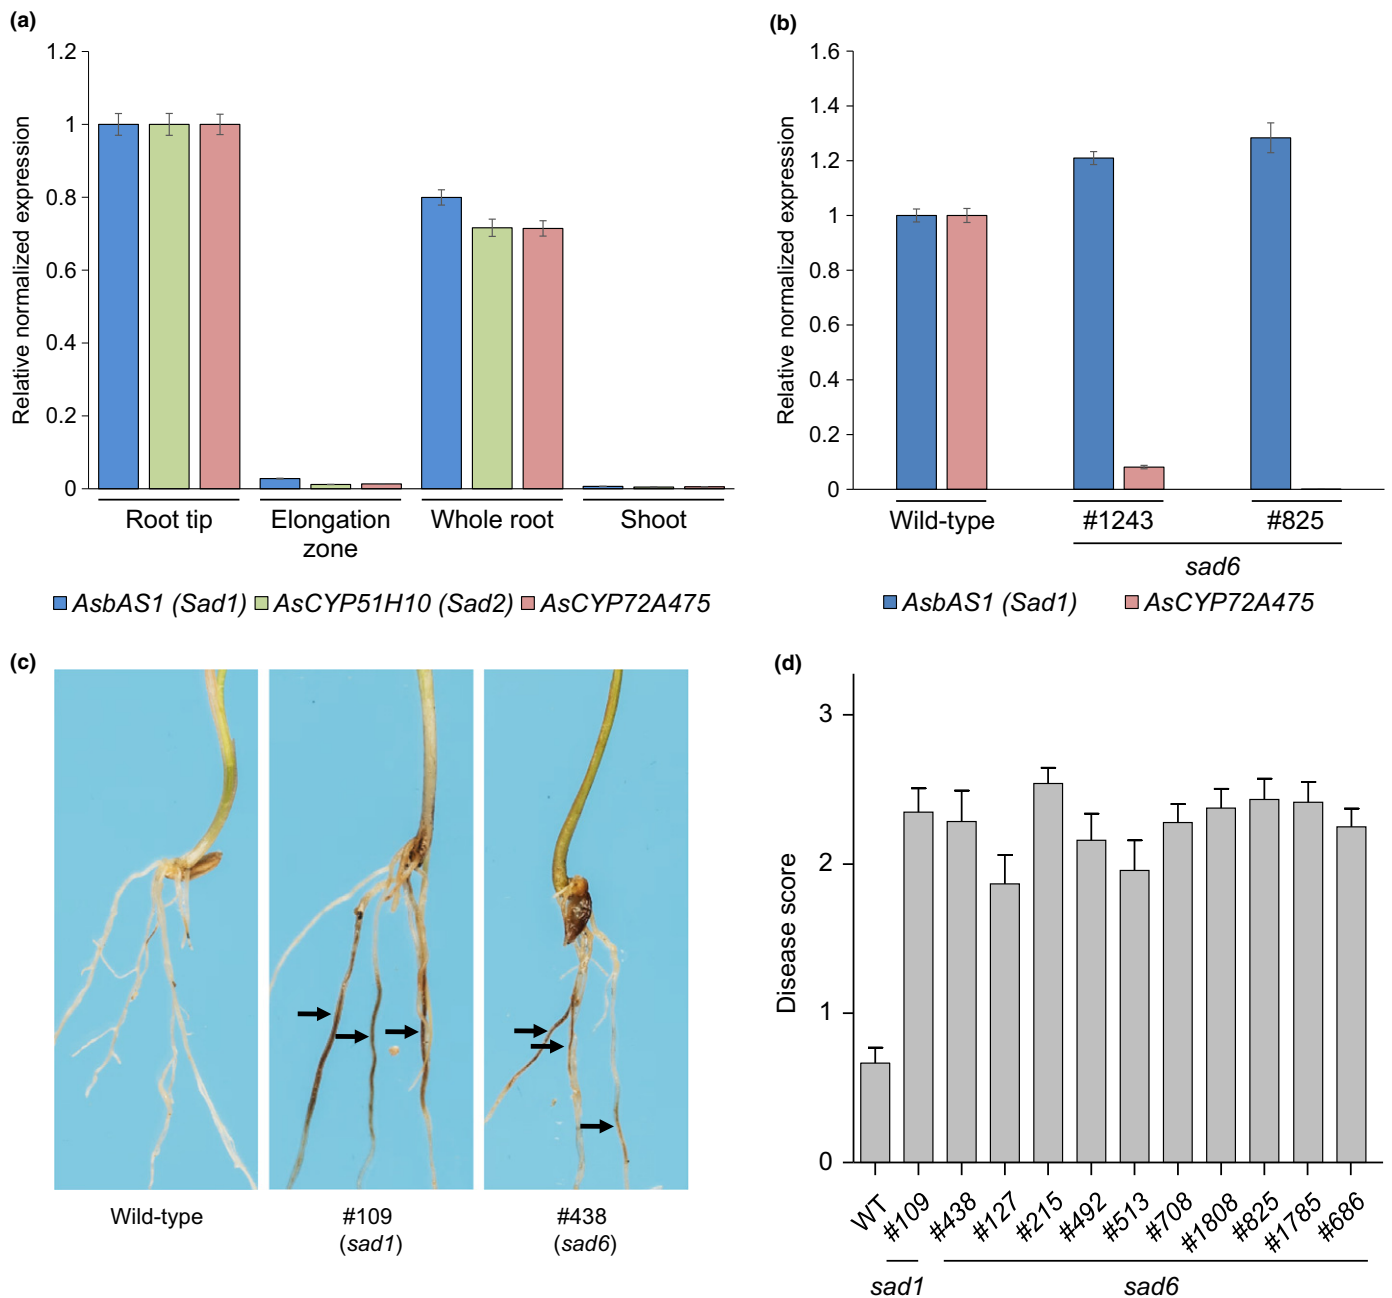 (a)
1.2
1
0.8
0.6
0.4
0.2
0
Relative normalized expression
Root tip
Elongation
zone
Whole root
Shoot
AsbAS1 (Sad1) AsCYP51H10 (Sad2) AsCYP72A475
(b)
1.6
1.4
1.2
1
0.8
0.6
0.4
0.2
0
Relative normalized expression
Wild-type
#1243
#825
sad6
AsbAS1 (Sad1) AsCYP72A475
(c)
Wild-type
#109
(sad1)
#438
(sad6)
(d)
3
2
1
0
Disease score
WT
#109
#438
#127
#215
#492
#513
#708
#1808
#825
#1785
#686
sad1
sad6